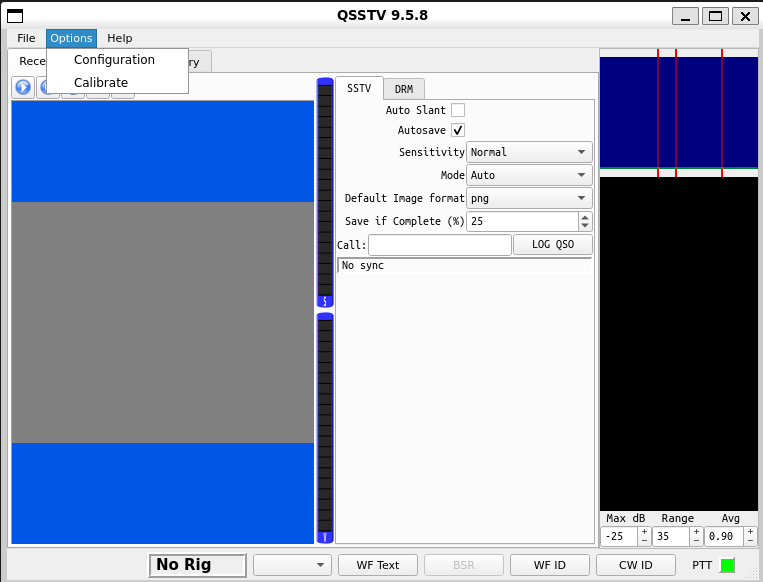 QSSTV 9.5.8
File Options Help
Configuration
Calibrate
SSTV DRM
Auto Slant
Autosave
Sensitivity Normal
Mode Auto
Default Image format png
Save if Complete (%) 25
Call: LOG QSO
No sync
S
V
Max dB Range Avg
-25 35 0.90
No Rig WF Text BSR WF ID CW ID PTT